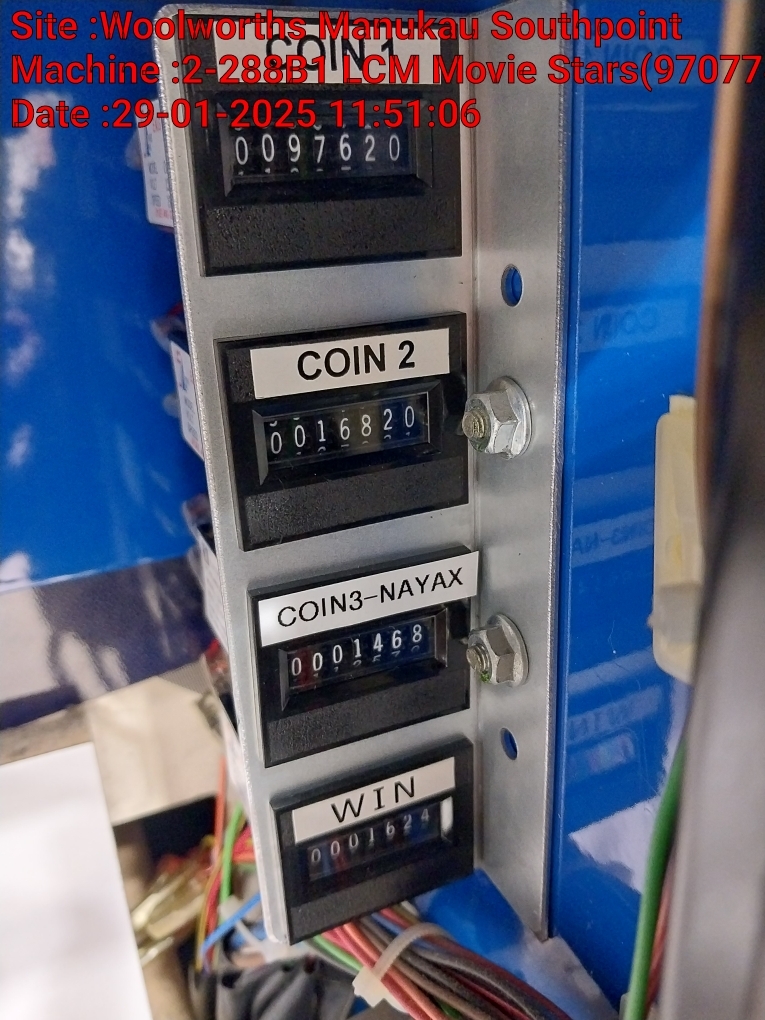 Site :Woolworths Manukau Southpoint
Machine :2-288B1 LCM Movie Stars(97077
Date :29-01-2025 11:51:06
COIN 1
0097620
COIN 2
0016820
COIN3-NAYAX
0001468
WIN
0001624